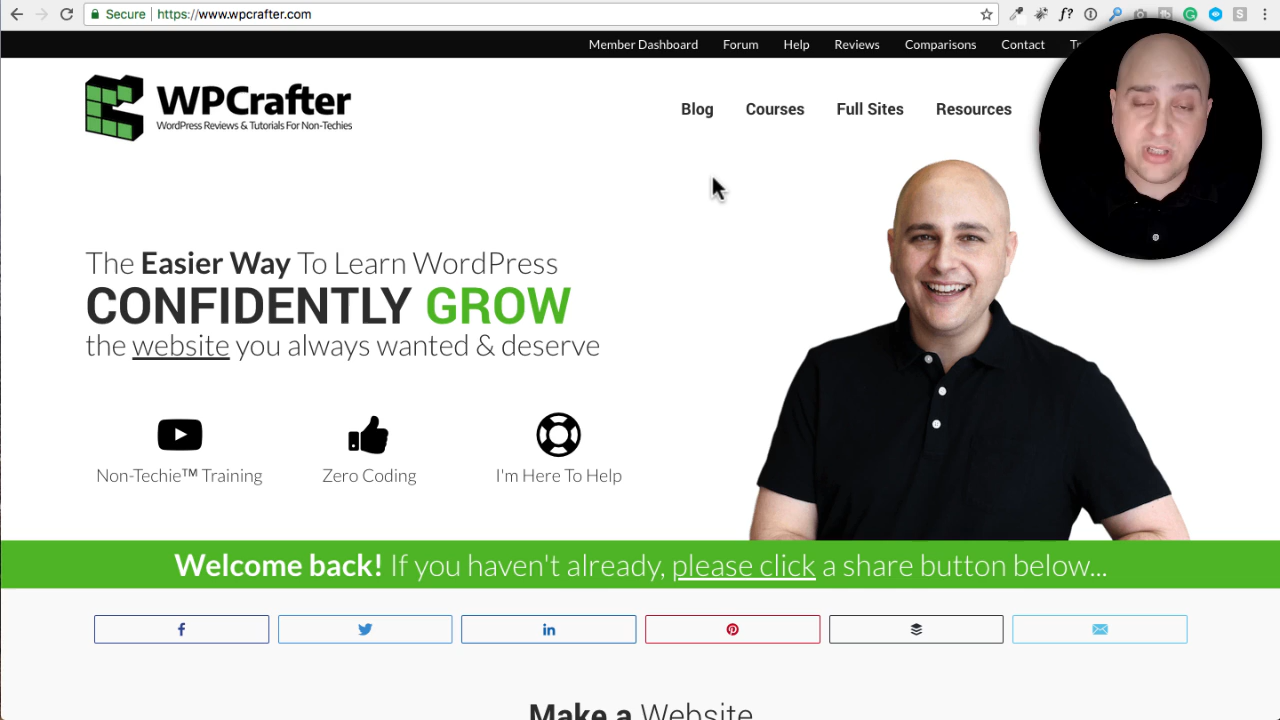 Secure
https://www.wpcrafter.com
f?
S
Member Dashboard Forum Help Reviews Comparisons Contact
WPCrafter
WordPress Reviews & Tutorials For Non-Techies
Blog Courses Full Sites Resources
The Easier Way To Learn WordPress
CONFIDENTLY GROW
the website you always wanted & deserve
Non-Techie™ Training Zero Coding I'm Here To Help
Welcome back! If you haven't already, please click a share button below...
Make a Website